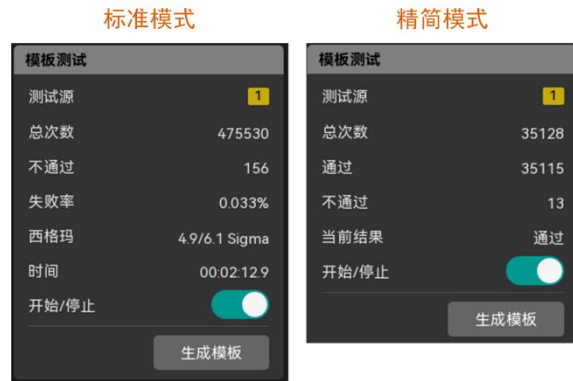 标准模式
模板测试
测试源 1
总次数 475530
不通过 156
失败率 0.033%
西格玛 4.9/6.1 Sigma
时间 00:02:12.9
开始/停止
生成模板
精简模式
模板测试
测试源 1
总次数 35128
通过 35115
不通过 13
当前结果 通过
开始/停止
生成模板